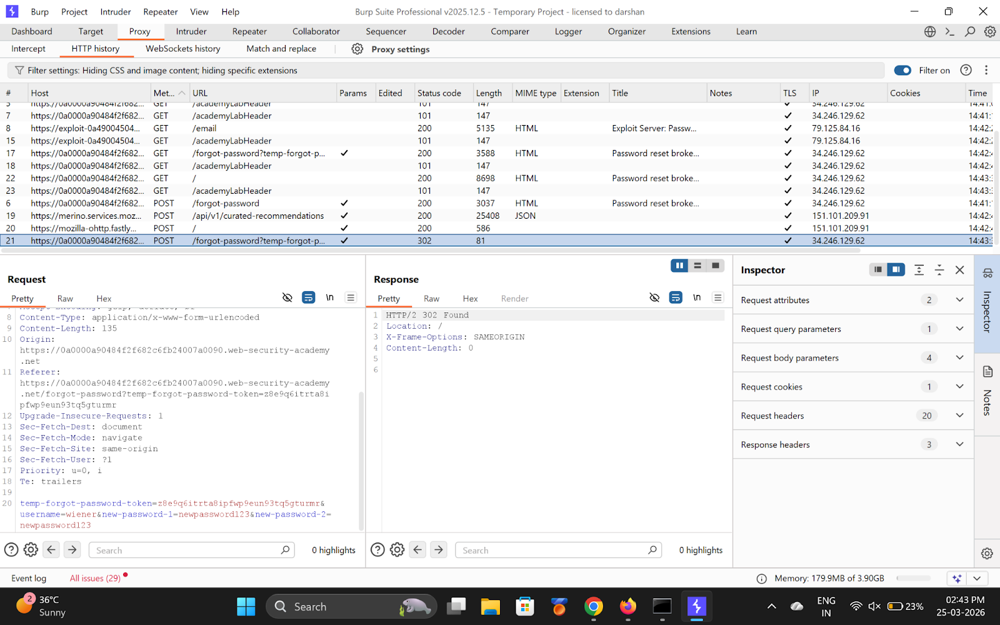 Burp Project Intruder Repeater View Help Burp Suite Professional v2025.12.5 - Temporary Project - licensed to darshan
Dashboard Target Proxy Intruder Repeater Collaborator Sequencer Decoder Comparer Logger Organizer Extensions Learn
Intercept HTTP history WebSockets history Match and replace Proxy settings
Filter settings: Hiding CSS and image content; hiding specific extensions Filter on
# Host Met... URL Params Edited Status code Length MIME type Extension Title Notes TLS IP Cookies Time
5 https://0a0000a90484f2f682... GET /academyLabHeader 101 147 ✓ 34.246.129.62
7 https://0a0000a90484f2f682... GET /academyLabHeader 101 147 ✓ 34.246.129.62 14:41:
8 https://exploit-0a49004504... GET /email 200 5135 HTML Exploit Server: Passw... ✓ 79.125.84.16 14:42:
15 https://exploit-0a49004504... GET /academyLabHeader 101 147 ✓ 79.125.84.16 14:42:
17 https://0a0000a90484f2f682... GET /forgot-password?temp-forgot-p... ✓ 200 3588 HTML Password reset broke... ✓ 34.246.129.62 14:42:
18 https://0a0000a90484f2f682... GET /academyLabHeader 101 147 ✓ 34.246.129.62 14:42:
22 https://0a0000a90484f2f682... GET / 200 8698 HTML Password reset broke... ✓ 34.246.129.62 14:43:
23 https://0a0000a90484f2f682... GET /academyLabHeader 101 147 ✓ 34.246.129.62 14:43:
6 https://0a0000a90484f2f682... POST /forgot-password ✓ 200 3037 HTML Password reset broke... ✓ 34.246.129.62 14:41:
19 https://merino.services.moz... POST /api/v1/curated-recommendations ✓ 200 25408 JSON ✓ 151.101.209.91 14:42:
20 https://mozilla-ohttp.fastly... POST / ✓ 200 586 ✓ 151.101.209.91 14:42:
21 https://0a0000a90484f2f682... POST /forgot-password?temp-forgot-p... ✓ 302 81 ✓ 34.246.129.62 14:43:
Request
Pretty Raw Hex \n
7 Accept-Encoding: gzip, deflate, br
8 Content-Type: application/x-www-form-urlencoded
9 Content-Length: 135
10 Origin:
https://0a0000a90484f2f682c6fb24007a0090.web-security-academy
.net
11 Referer:
https://0a0000a90484f2f682c6fb24007a0090.web-security-academy
.net/forgot-password?temp-forgot-password-token=z8e9q6itrta8i
pfwp9eun93tq5gturmr
12 Upgrade-Insecure-Requests: 1
13 Sec-Fetch-Dest: document
14 Sec-Fetch-Mode: navigate
15 Sec-Fetch-Site: same-origin
16 Sec-Fetch-User: ?1
17 Priority: u=0, i
18 Te: trailers
19
20 temp-forgot-password-token=z8e9q6itrta8ipfwp9eun93tq5gturmr&
username=wiener&new-password-1=newpassword123&new-password-2=
newpassword123
Search 0 highlights
Response
Pretty Raw Hex Render \n
1 HTTP/2 302 Found
2 Location: /
3 X-Frame-Options: SAMEORIGIN
4 Content-Length: 0
5
6
Search 0 highlights
Inspector
Request attributes 2
Request query parameters 1
Request body parameters 4
Request cookies 1
Request headers 20
Response headers 3
Inspector
Notes
Event log All issues (29) Memory: 179.9MB of 3.90GB
2 36°C
Sunny
Search
ENG
IN
23%
02:43 PM
25-03-2026